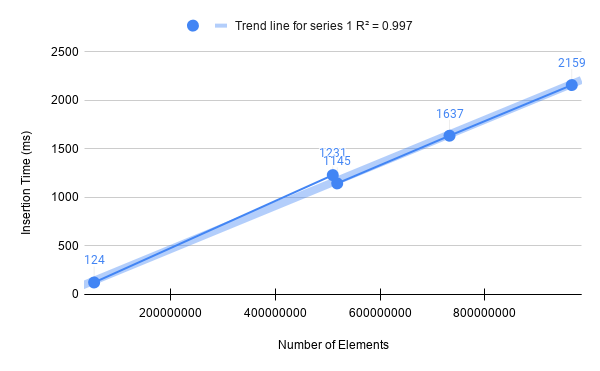 Trend line for series 1 R² = 0.997
2500
2159
2000
1637
1500
1231
1145
1000
500
124
0
200000000 400000000 600000000 800000000
Insertion Time (ms)
Number of Elements